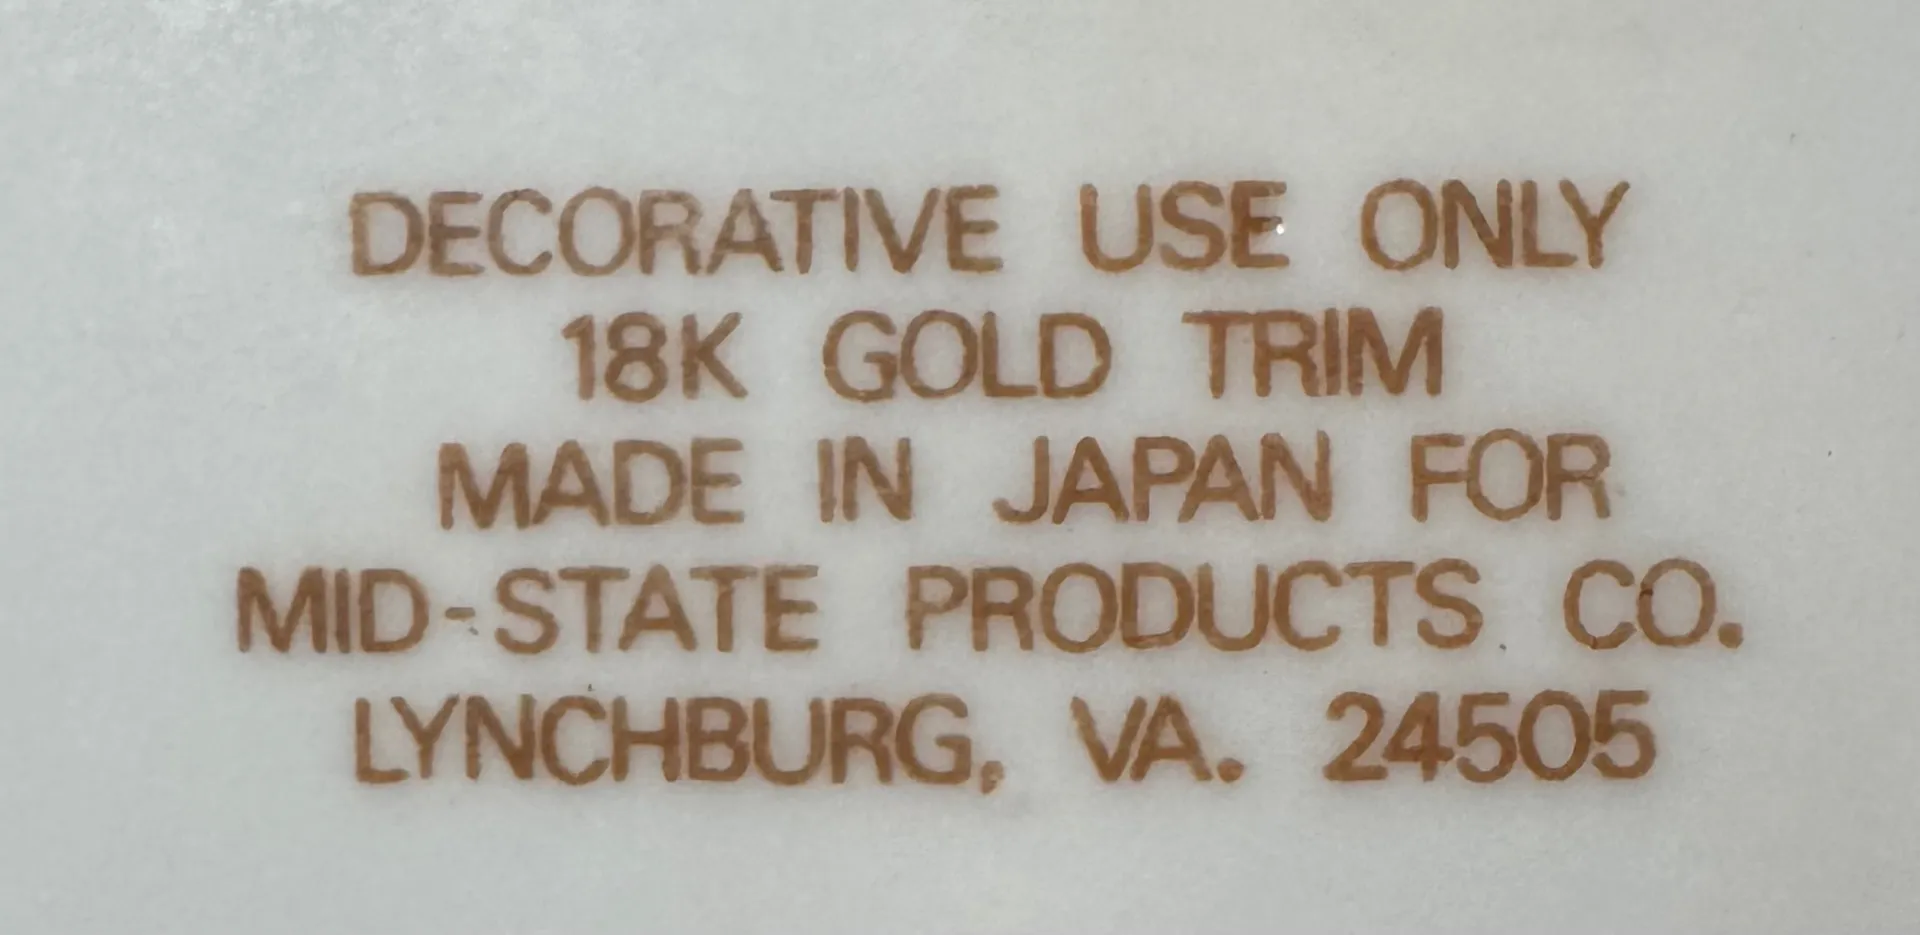 DECORATIVE USE ONLY
18K GOLD TRIM
MADE IN JAPAN FOR
MID-STATE PRODUCTS CO.
LYNCHBURG, VA. 24505